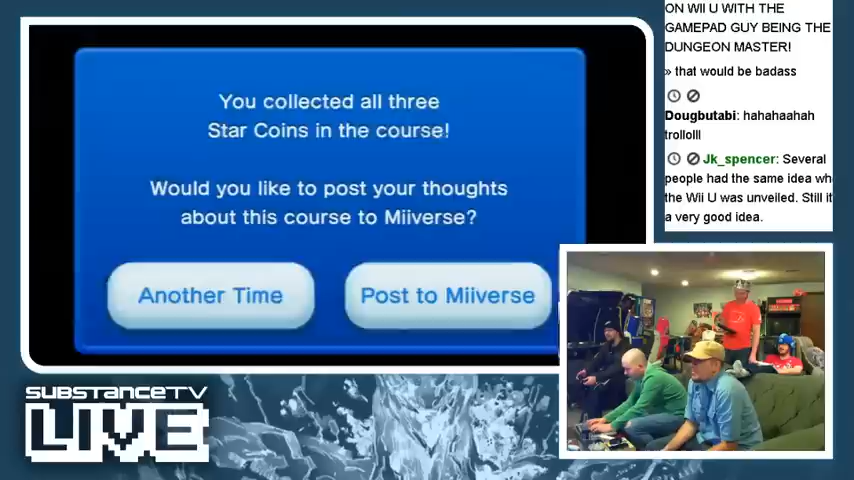 You collected all three
Star Coins in the course!
Would you like to post your thoughts
about this course to Miiverse?
Another Time
Post to Miiverse
SUBSTANCETV
LIVE
ON WII U WITH THE
GAMEPAD GUY BEING THE
DUNGEON MASTER!
» that would be badass
Dougbutabi: hahahaahah
trollolll
Jk_spencer: Several
people had the same idea wh
the Wii U was unveiled. Still it
a very good idea.